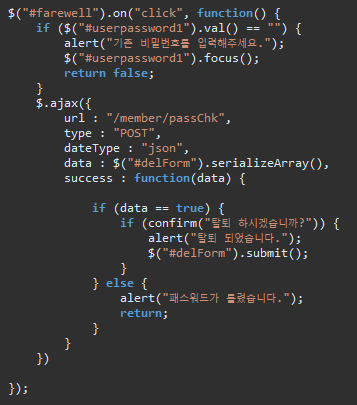 $("#farewell").on("click", function() {
    if ($("#userpassword1").val() == "") {
        alert("기존 비밀번호를 입력해주세요.");
        $("#userpassword1").focus();
        return false;
    }
    $.ajax({
        url : "/member/passChk",
        type : "POST",
        dateType : "json",
        data : $("#delForm").serializeArray(),
        success : function(data) {

            if (data == true) {
                if (confirm("탈퇴 하시겠습니까?")) {
                    alert("탈퇴 되었습니다.");
                    $("#delForm").submit();
                }
            } else {
                alert("패스워드가 틀렸습니다.");
                return;
            }
        }
    })

});